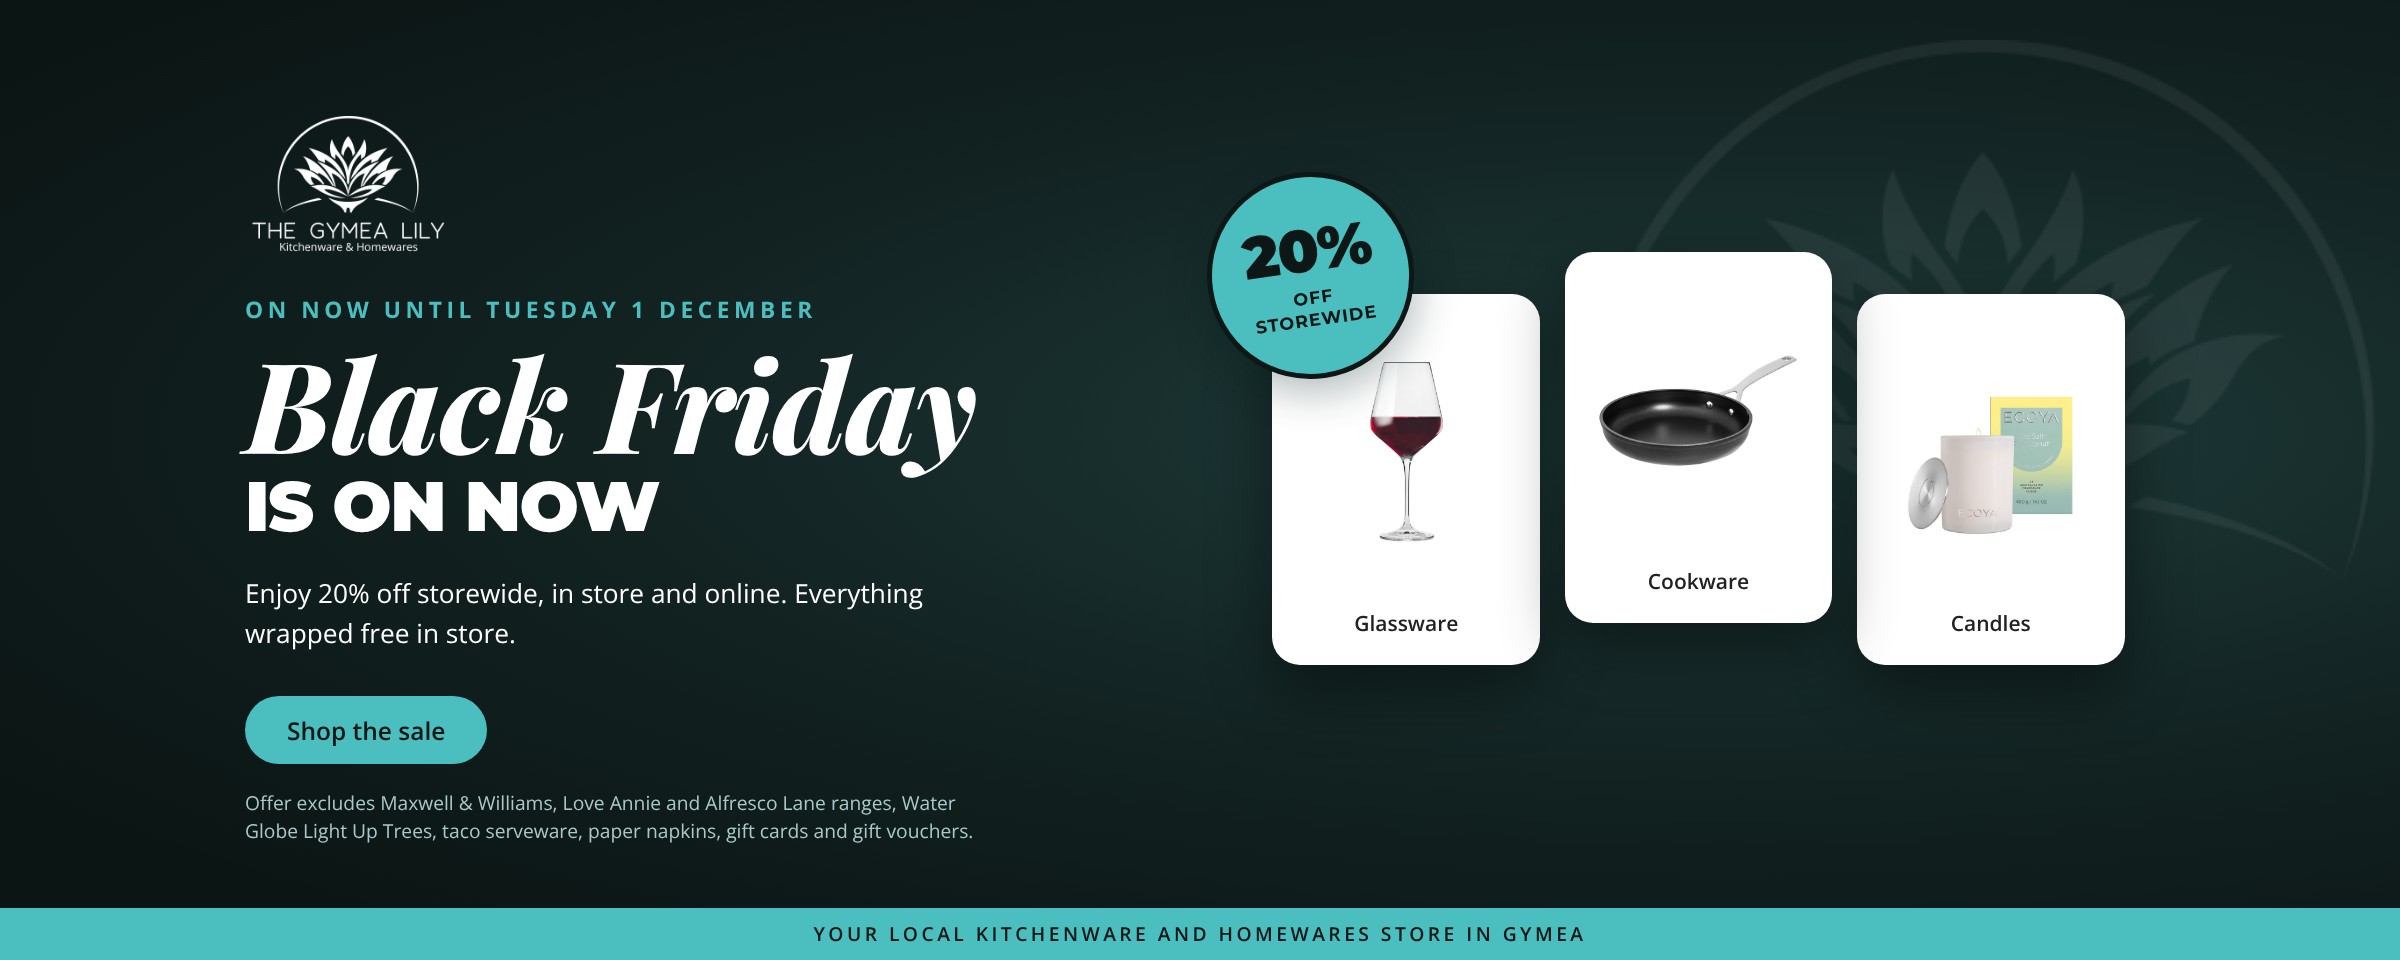 THE GYMEA LILY
Kitchenware & Homewares
ON NOW UNTIL TUESDAY 1 DECEMBER
Black Friday
IS ON NOW
Enjoy 20% off storewide, in store and online. Everything
wrapped free in store.
Shop the sale
Offer excludes Maxwell & Williams, Love Annie and Alfresco Lane ranges, Water
Globe Light Up Trees, taco serveware, paper napkins, gift cards and gift vouchers.
20%
OFF
STOREWIDE
Glassware
Cookware
ECOYA
ECOYA
Candles
YOUR LOCAL KITCHENWARE AND HOMEWARES STORE IN GYMEA